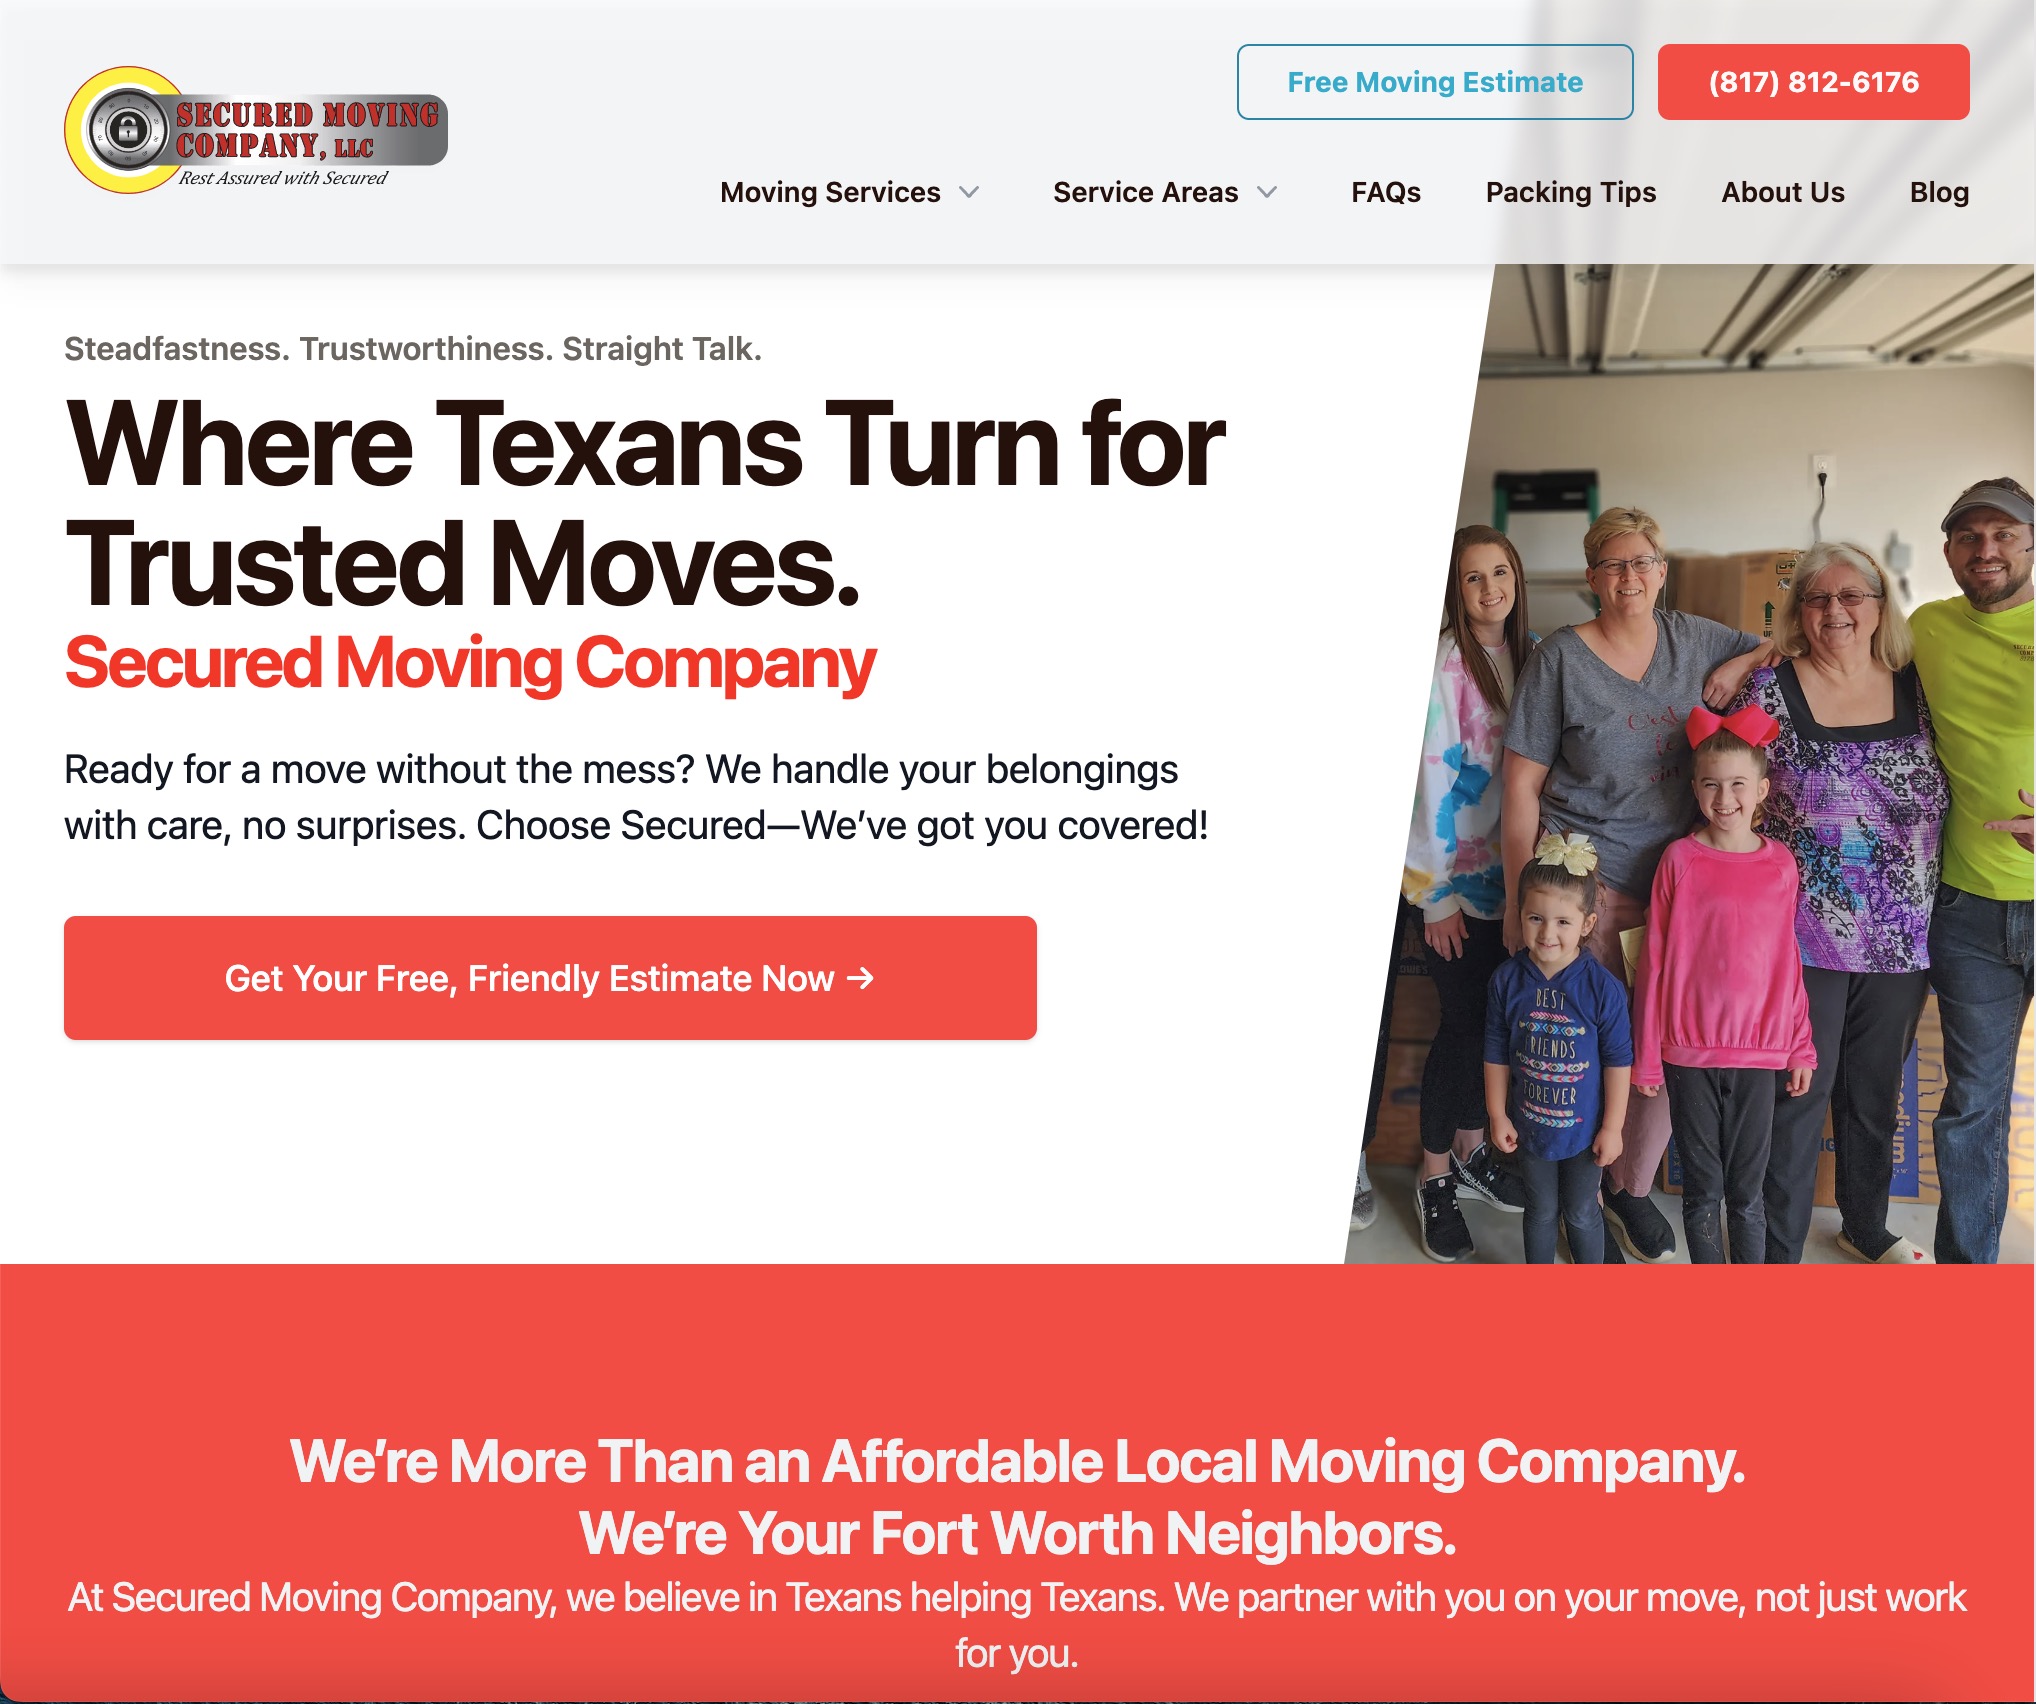 SECURED MOVING
COMPANY, LLC
Rest Assured with Secured
Free Moving Estimate
(817) 812-6176
Moving Services
Service Areas
FAQs
Packing Tips
About Us
Blog
Steadfastness. Trustworthiness. Straight Talk.
Where Texans Turn for
Trusted Moves.
Secured Moving Company
Ready for a move without the mess? We handle your belongings
with care, no surprises. Choose Secured—We’ve got you covered!
Get Your Free, Friendly Estimate Now →
UP
BEST
FRIENDS
FOREVER
We’re More Than an Affordable Local Moving Company.
We’re Your Fort Worth Neighbors.
At Secured Moving Company, we believe in Texans helping Texans. We partner with you on your move, not just work
for you.